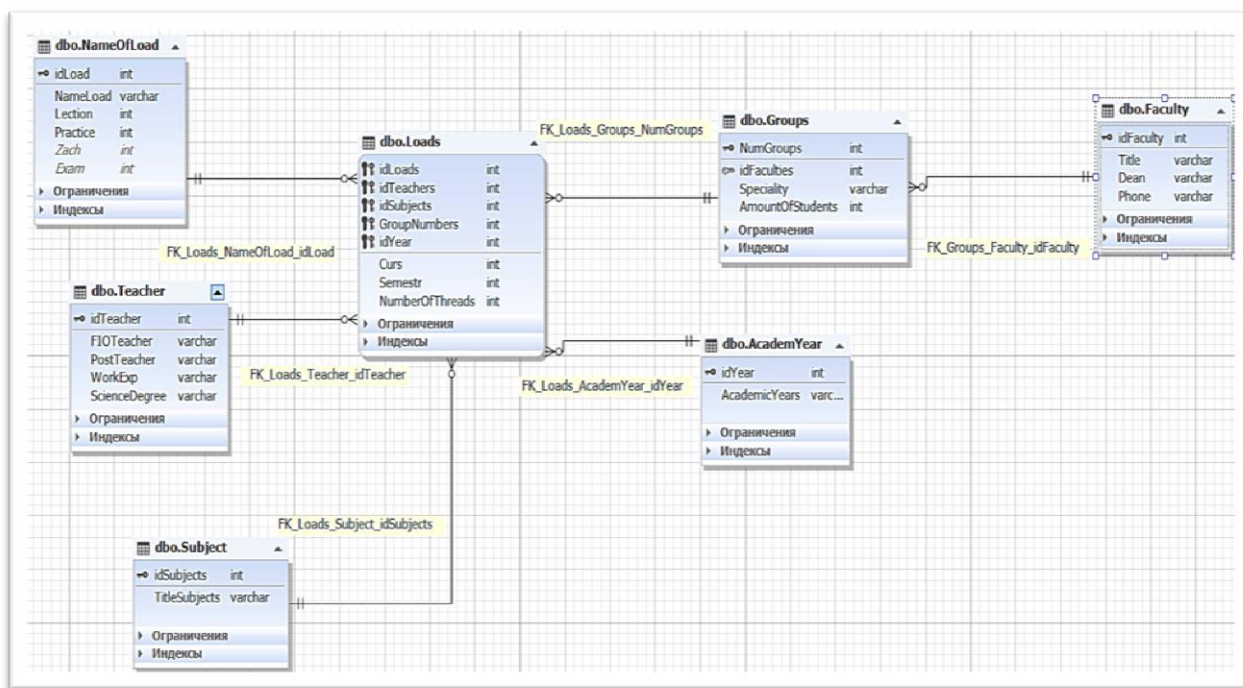 dbo.NameOfLoad
idLoad int
NameLoad varchar
Lection int
Practice int
Zach int
Exam int
Ограничения
Индексы
FK_Loads_NameOfLoad_idLoad
dbo.Loads
idLoads int
idTeachers int
idSubjects int
GroupNumbers int
idYear int
Curs int
Semestr int
NumberOfThreads int
Ограничения
Индексы
FK_Loads_Groups_NumGroups
dbo.Groups
NumGroups int
idFaculties int
Speciality varchar
AmountOfStudents int
Ограничения
Индексы
FK_Groups_Faculty_idFaculty
dbo.Faculty
idFaculty int
Title varchar
Dean varchar
Phone varchar
Ограничения
Индексы
dbo.Teacher
idTeacher int
FIOTeacher varchar
PostTeacher varchar
WorkExp varchar
ScienceDegree varchar
Ограничения
Индексы
FK_Loads_Teacher_idTeacher
FK_Loads_AcademYear_idYear
dbo.AcademYear
idYear int
AcademicYears varc...
Ограничения
Индексы
FK_Loads_Subject_idSubjects
dbo.Subject
idSubjects int
TitleSubjects varchar
Ограничения
Индексы